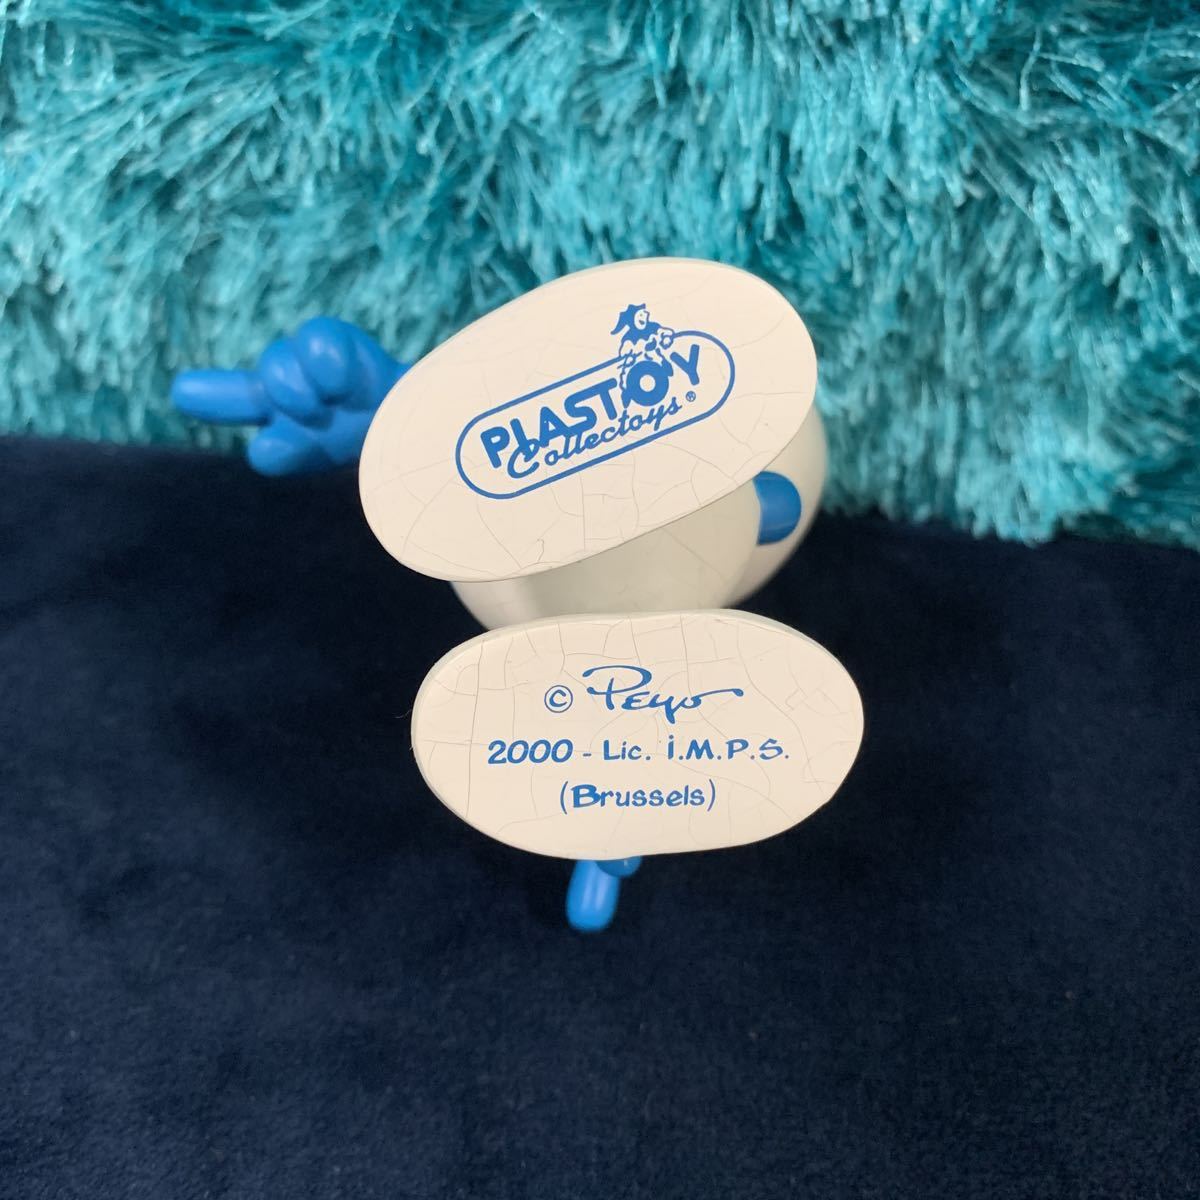 PLASTOY
Collectoys ®
© Peyo
2000 - Lic. I.M.P.S.
(Brussels)